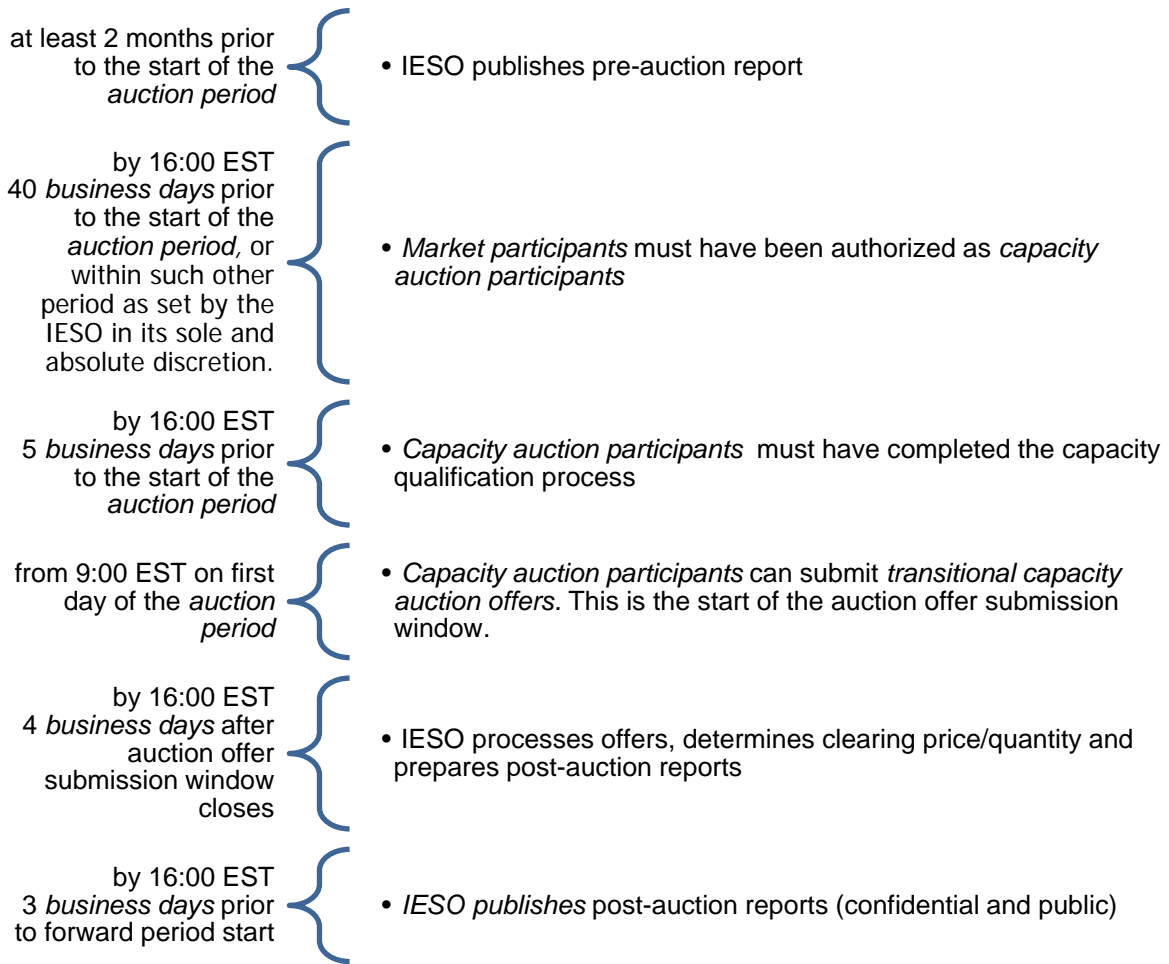 at least 2 months prior
to the start of the
auction period
• IESO publishes pre-auction report
by 16:00 EST
40 business days prior
to the start of the
auction period, or
within such other
period as set by the
IESO in its sole and
absolute discretion.
• Market participants must have been authorized as capacity
auction participants
by 16:00 EST
5 business days prior
to the start of the
auction period
• Capacity auction participants must have completed the capacity
qualification process
from 9:00 EST on first
day of the auction
period
• Capacity auction participants can submit transitional capacity
auction offers. This is the start of the auction offer submission
window.
by 16:00 EST
4 business days after
auction offer
submission window
closes
• IESO processes offers, determines clearing price/quantity and
prepares post-auction reports
by 16:00 EST
3 business days prior
to forward period start
• IESO publishes post-auction reports (confidential and public)